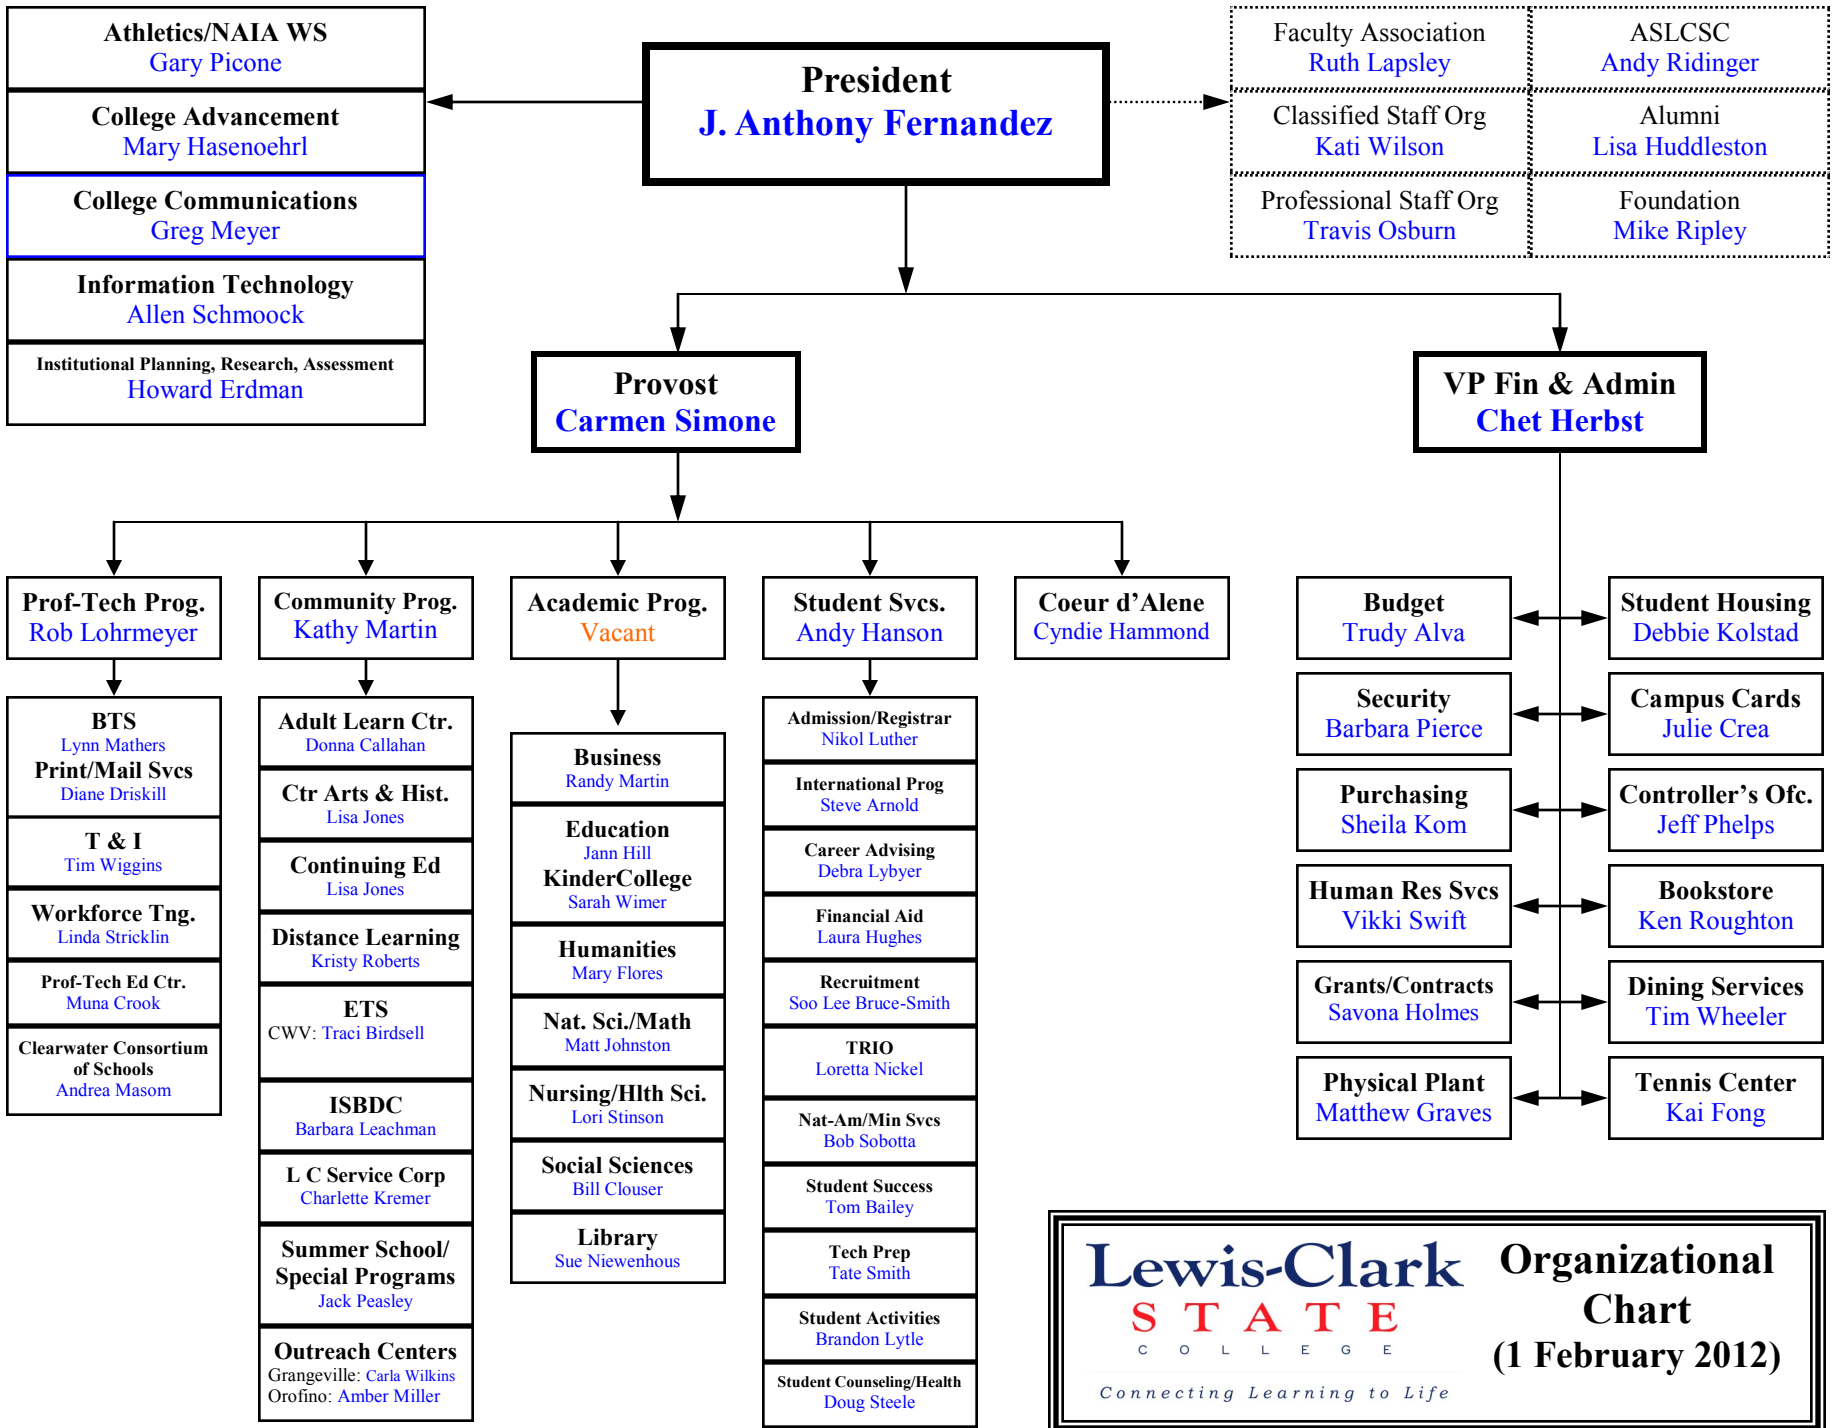 Athletics/NAIA WS
Gary Picone
College Advancement
Mary Hasenoehrl
College Communications
Greg Meyer
Information Technology
Allen Schmoock
Institutional Planning, Research, Assessment
Howard Erdman
President
J. Anthony Fernandez
Faculty Association
Ruth Lapsley
ASLCSC
Andy Ridinger
Classified Staff Org
Kati Wilson
Alumni
Lisa Huddleston
Professional Staff Org
Travis Osburn
Foundation
Mike Ripley
Provost
Carmen Simone
VP Fin & Admin
Chet Herbst
Prof-Tech Prog.
Rob Lohrmeyer
BTS
Lynn Mathers
Print/Mail Svcs
Diane Driskill
T & I
Tim Wiggins
Workforce Tng.
Linda Stricklin
Prof-Tech Ed Ctr.
Muna Crook
Clearwater Consortium
of Schools
Andrea Masom
Community Prog.
Kathy Martin
Adult Learn Ctr.
Donna Callahan
Ctr Arts & Hist.
Lisa Jones
Continuing Ed
Lisa Jones
Distance Learning
Kristy Roberts
ETS
CWV: Traci Birdsell
ISBDC
Barbara Leachman
L C Service Corp
Charlette Kremer
Summer School/
Special Programs
Jack Peasley
Outreach Centers
Grangeville: Carla Wilkins
Orofino: Amber Miller
Academic Prog.
Vacant
Business
Randy Martin
Education
Jann Hill
KinderCollege
Sarah Wimer
Humanities
Mary Flores
Nat. Sci./Math
Matt Johnston
Nursing/Hlth Sci.
Lori Stinson
Social Sciences
Bill Clouser
Library
Sue Niewenhous
Student Svcs.
Andy Hanson
Admission/Registrar
Nikol Luther
International Prog
Steve Arnold
Career Advising
Debra Lybyer
Financial Aid
Laura Hughes
Recruitment
Soo Lee Bruce-Smith
TRIO
Loretta Nickel
Nat-Am/Min Svcs
Bob Sobotta
Student Success
Tom Bailey
Tech Prep
Tate Smith
Student Activities
Brandon Lytle
Student Counseling/Health
Doug Steele
Coeur d’Alene
Cyndie Hammond
Budget
Trudy Alva
Student Housing
Debbie Kolstad
Security
Barbara Pierce
Campus Cards
Julie Crea
Purchasing
Sheila Kom
Controller’s Ofc.
Jeff Phelps
Human Res Svcs
Vikki Swift
Bookstore
Ken Roughton
Grants/Contracts
Savona Holmes
Dining Services
Tim Wheeler
Physical Plant
Matthew Graves
Tennis Center
Kai Fong
Lewis-Clark
STATE
COLLEGE
Connecting Learning to Life
Organizational
Chart
(1 February 2012)